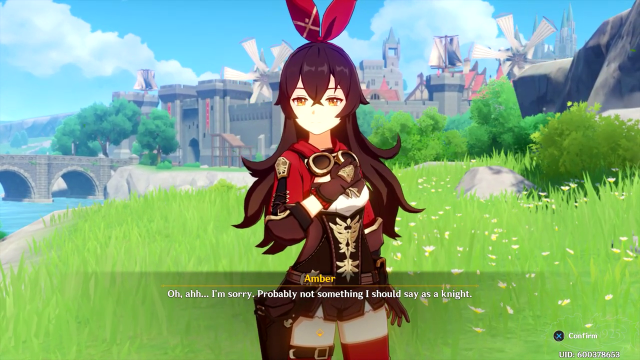 Amber
Oh, ahh... I'm sorry. Probably not something I should say as a knight.
Confirm
UID. 600378653